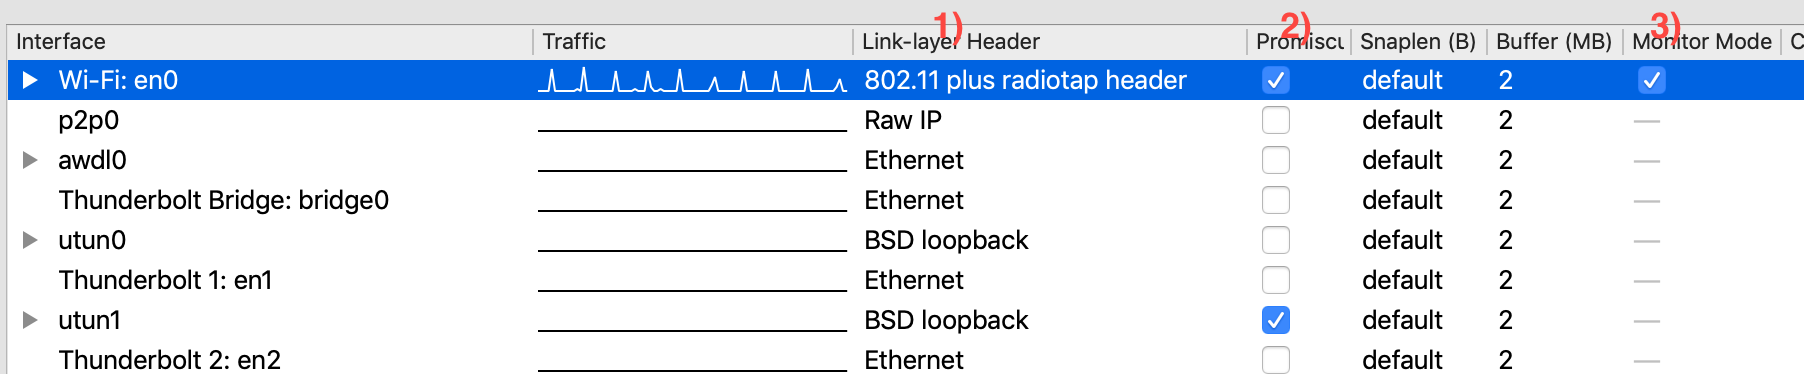 1) 2) 3)
Interface Traffic Link-layer Header Promiscu Snaplen (B) Buffer (MB) Monitor Mode C
Wi-Fi: en0 802.11 plus radiotap header default 2
p2p0 Raw IP default 2 —
awdl0 Ethernet default 2 —
Thunderbolt Bridge: bridge0 Ethernet default 2 —
utun0 BSD loopback default 2 —
Thunderbolt 1: en1 Ethernet default 2 —
utun1 BSD loopback default 2 —
Thunderbolt 2: en2 Ethernet default 2 —